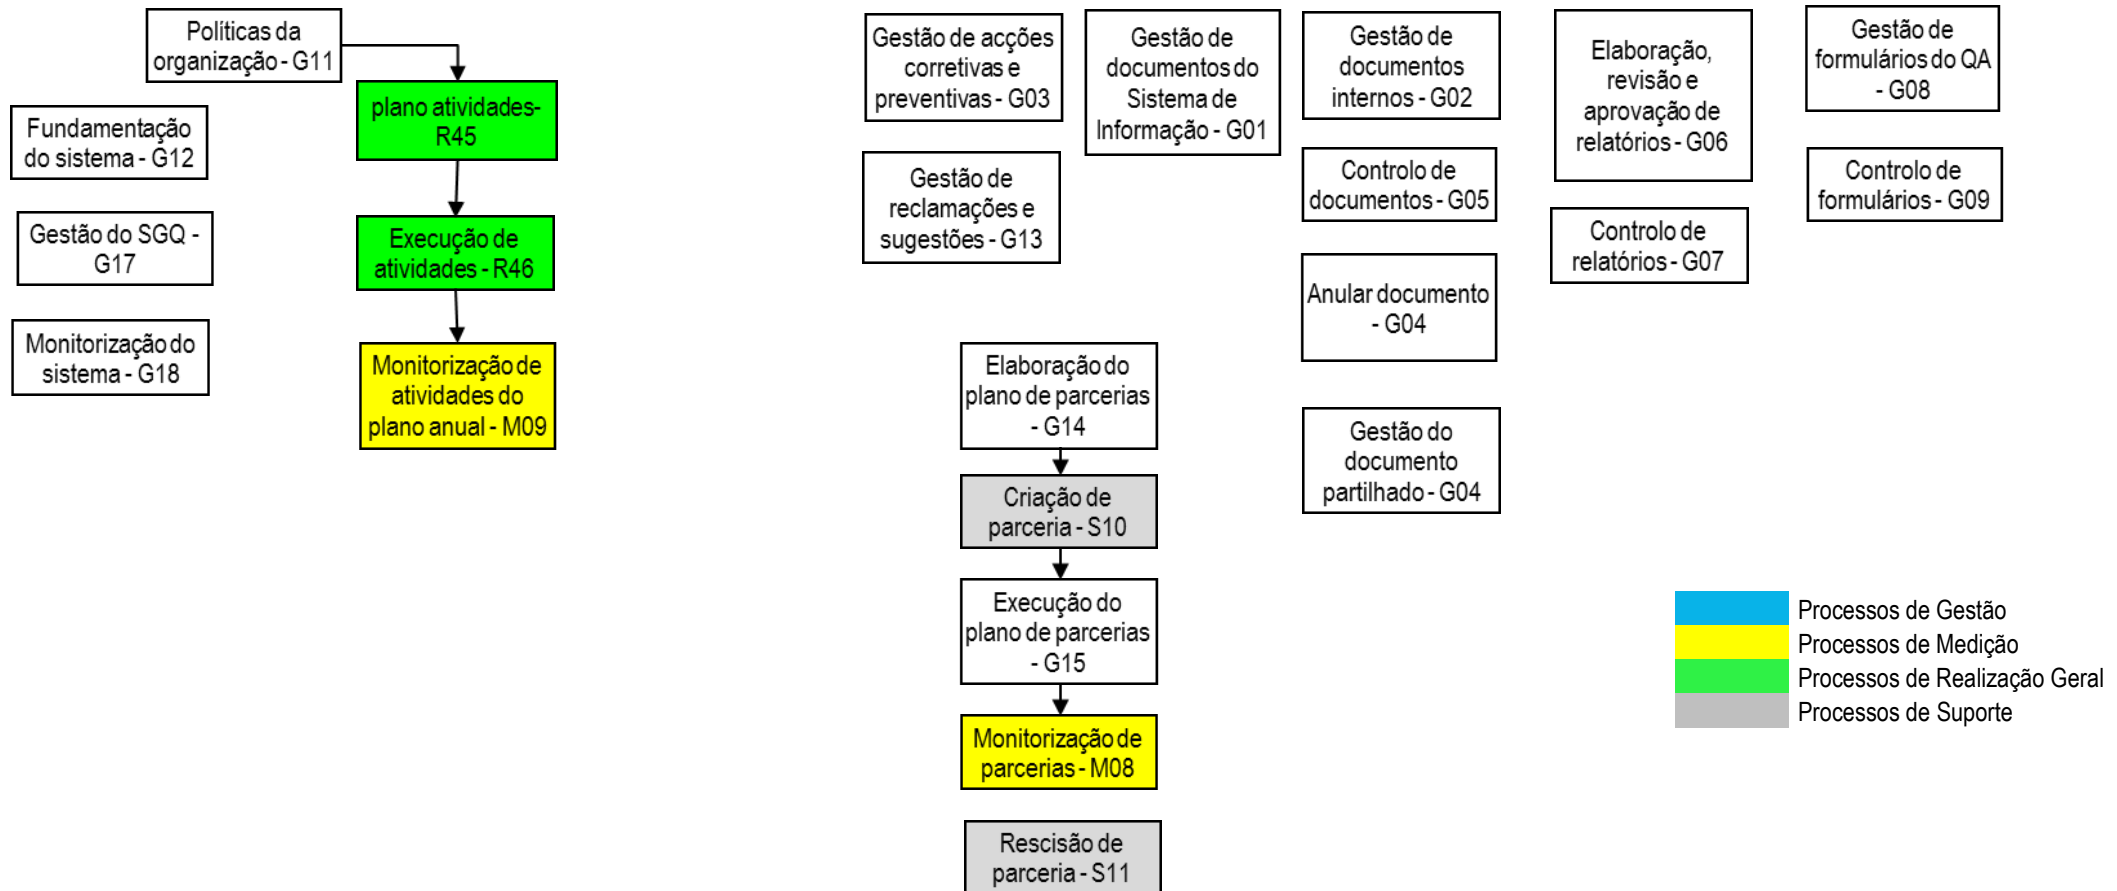 Políticas da
organização - G11
plano atividades-
R45
Fundamentação
do sistema - G12
Gestão do SGQ -
G17
Execução de
atividades - R46
Monitorização do
sistema - G18
Monitorização de
atividades do
plano anual - M09
Gestão de acções
corretivas e
preventivas - G03
Gestão de
reclamações e
sugestões - G13
Gestão de
documentos do
Sistema de
Informação - G01
Gestão de
documentos
internos - G02
Controlo de
documentos - G05
Anular documento
- G04
Gestão do
documento
partilhado - G04
Elaboração,
revisão e
aprovação de
relatórios - G06
Controlo de
relatórios - G07
Gestão de
formulários do QA
- G08
Controlo de
formulários - G09
Elaboração do
plano de parcerias
- G14
Criação de
parceria - S10
Execução do
plano de parcerias
- G15
Monitorização de
parcerias - M08
Rescisão de
parceria - S11
Processos de Gestão
Processos de Medição
Processos de Realização Geral
Processos de Suporte